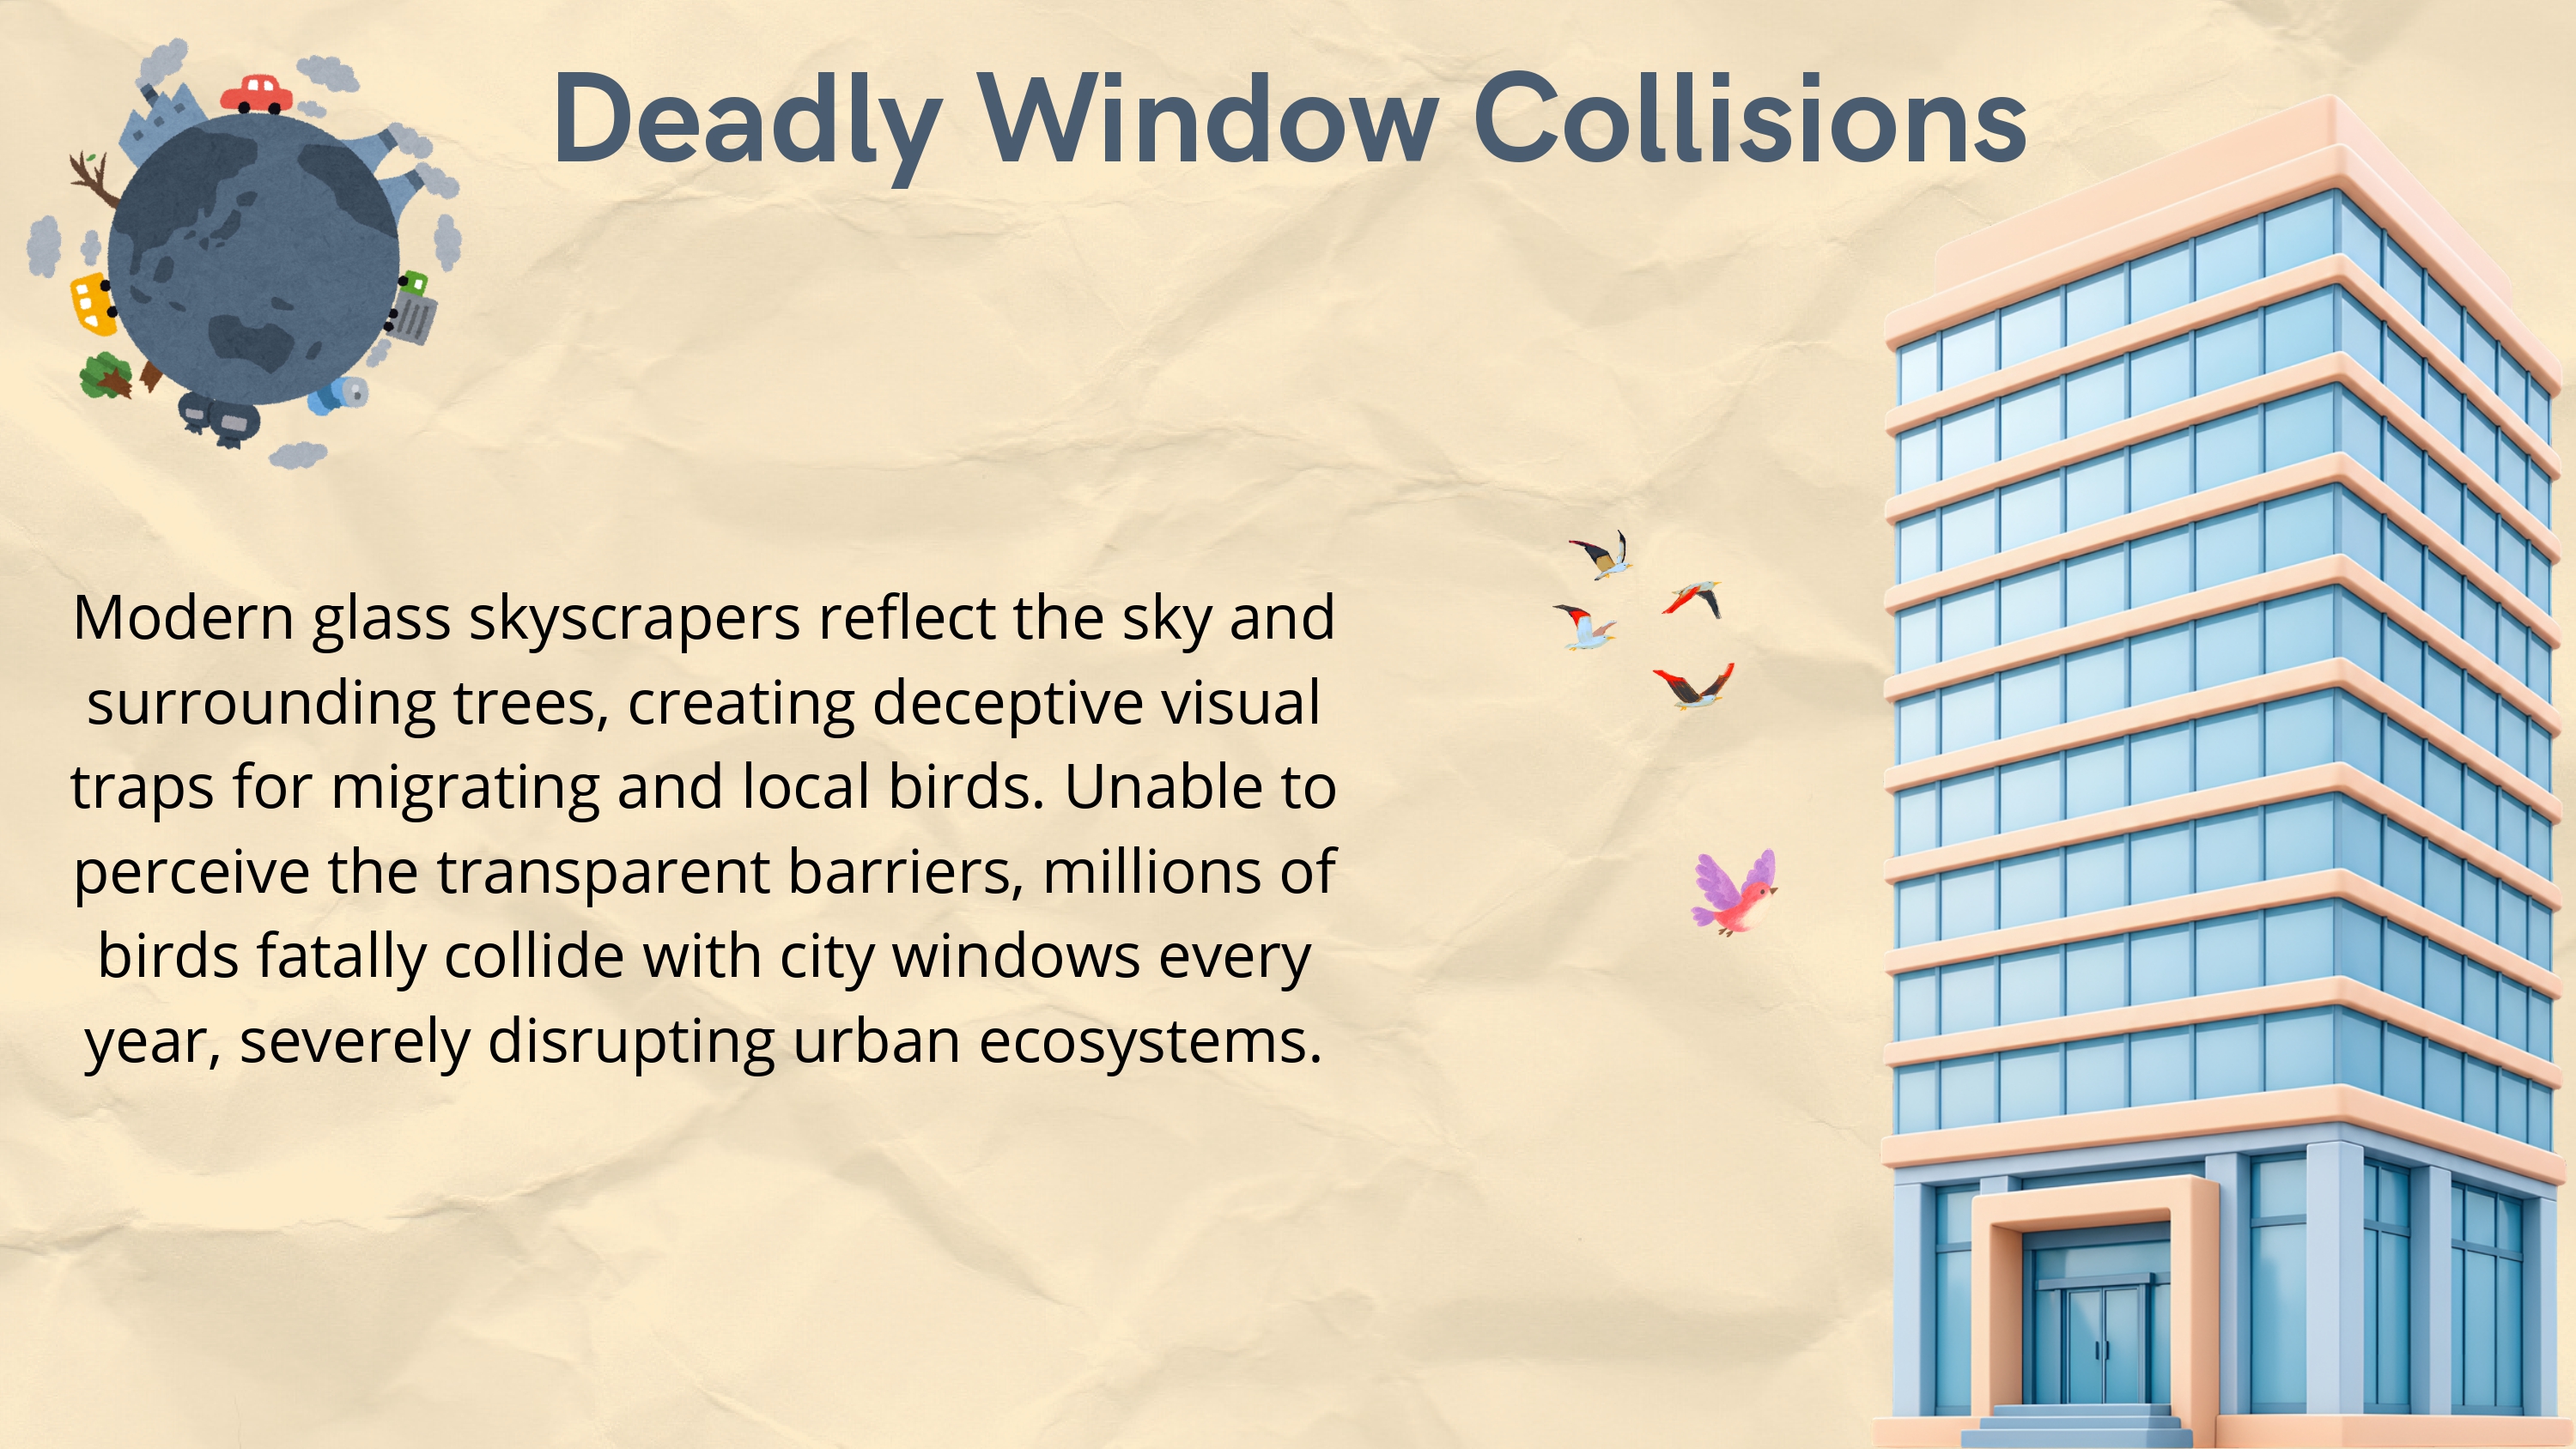 Deadly Window Collisions
Modern glass skyscrapers reflect the sky and
surrounding trees, creating deceptive visual
traps for migrating and local birds. Unable to
perceive the transparent barriers, millions of
birds fatally collide with city windows every
year, severely disrupting urban ecosystems.